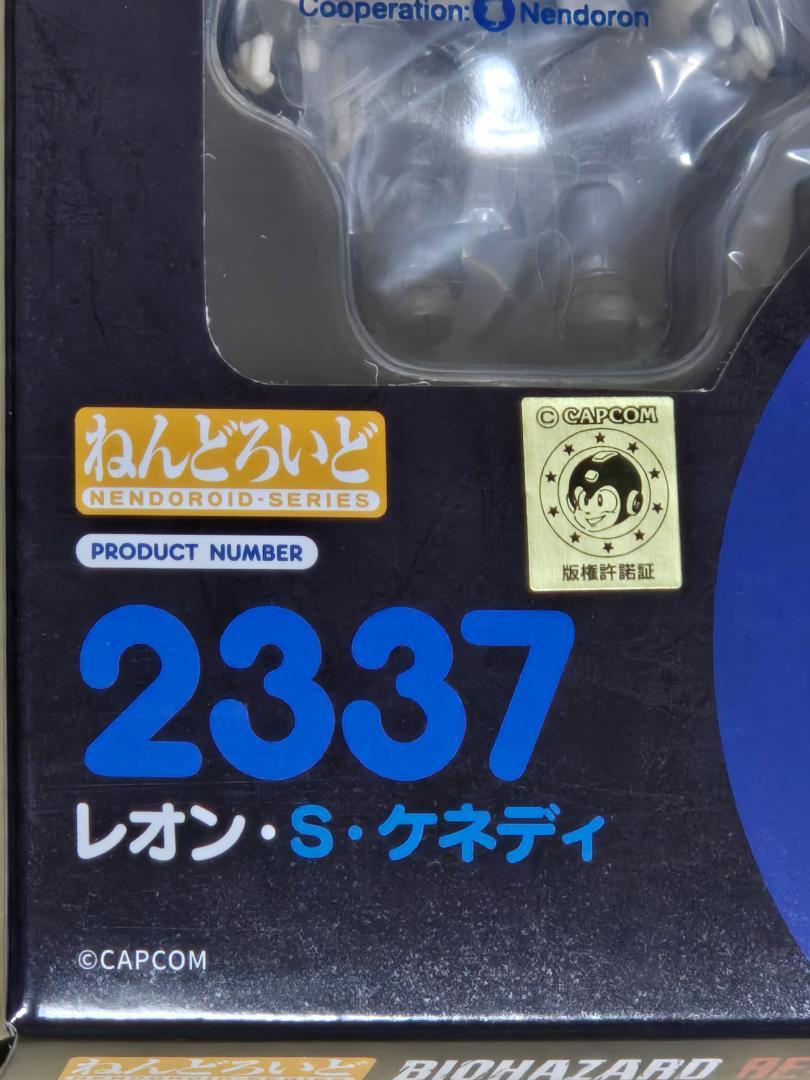 Cooperation: Nendoron
ねんどろいど
NENDOROID·SERIES
PRODUCT NUMBER
© CAPCOM
版権許諾証
2337
レオン・S・ケネディ
©CAPCOM
ねんどろいど
BIOHAZARD